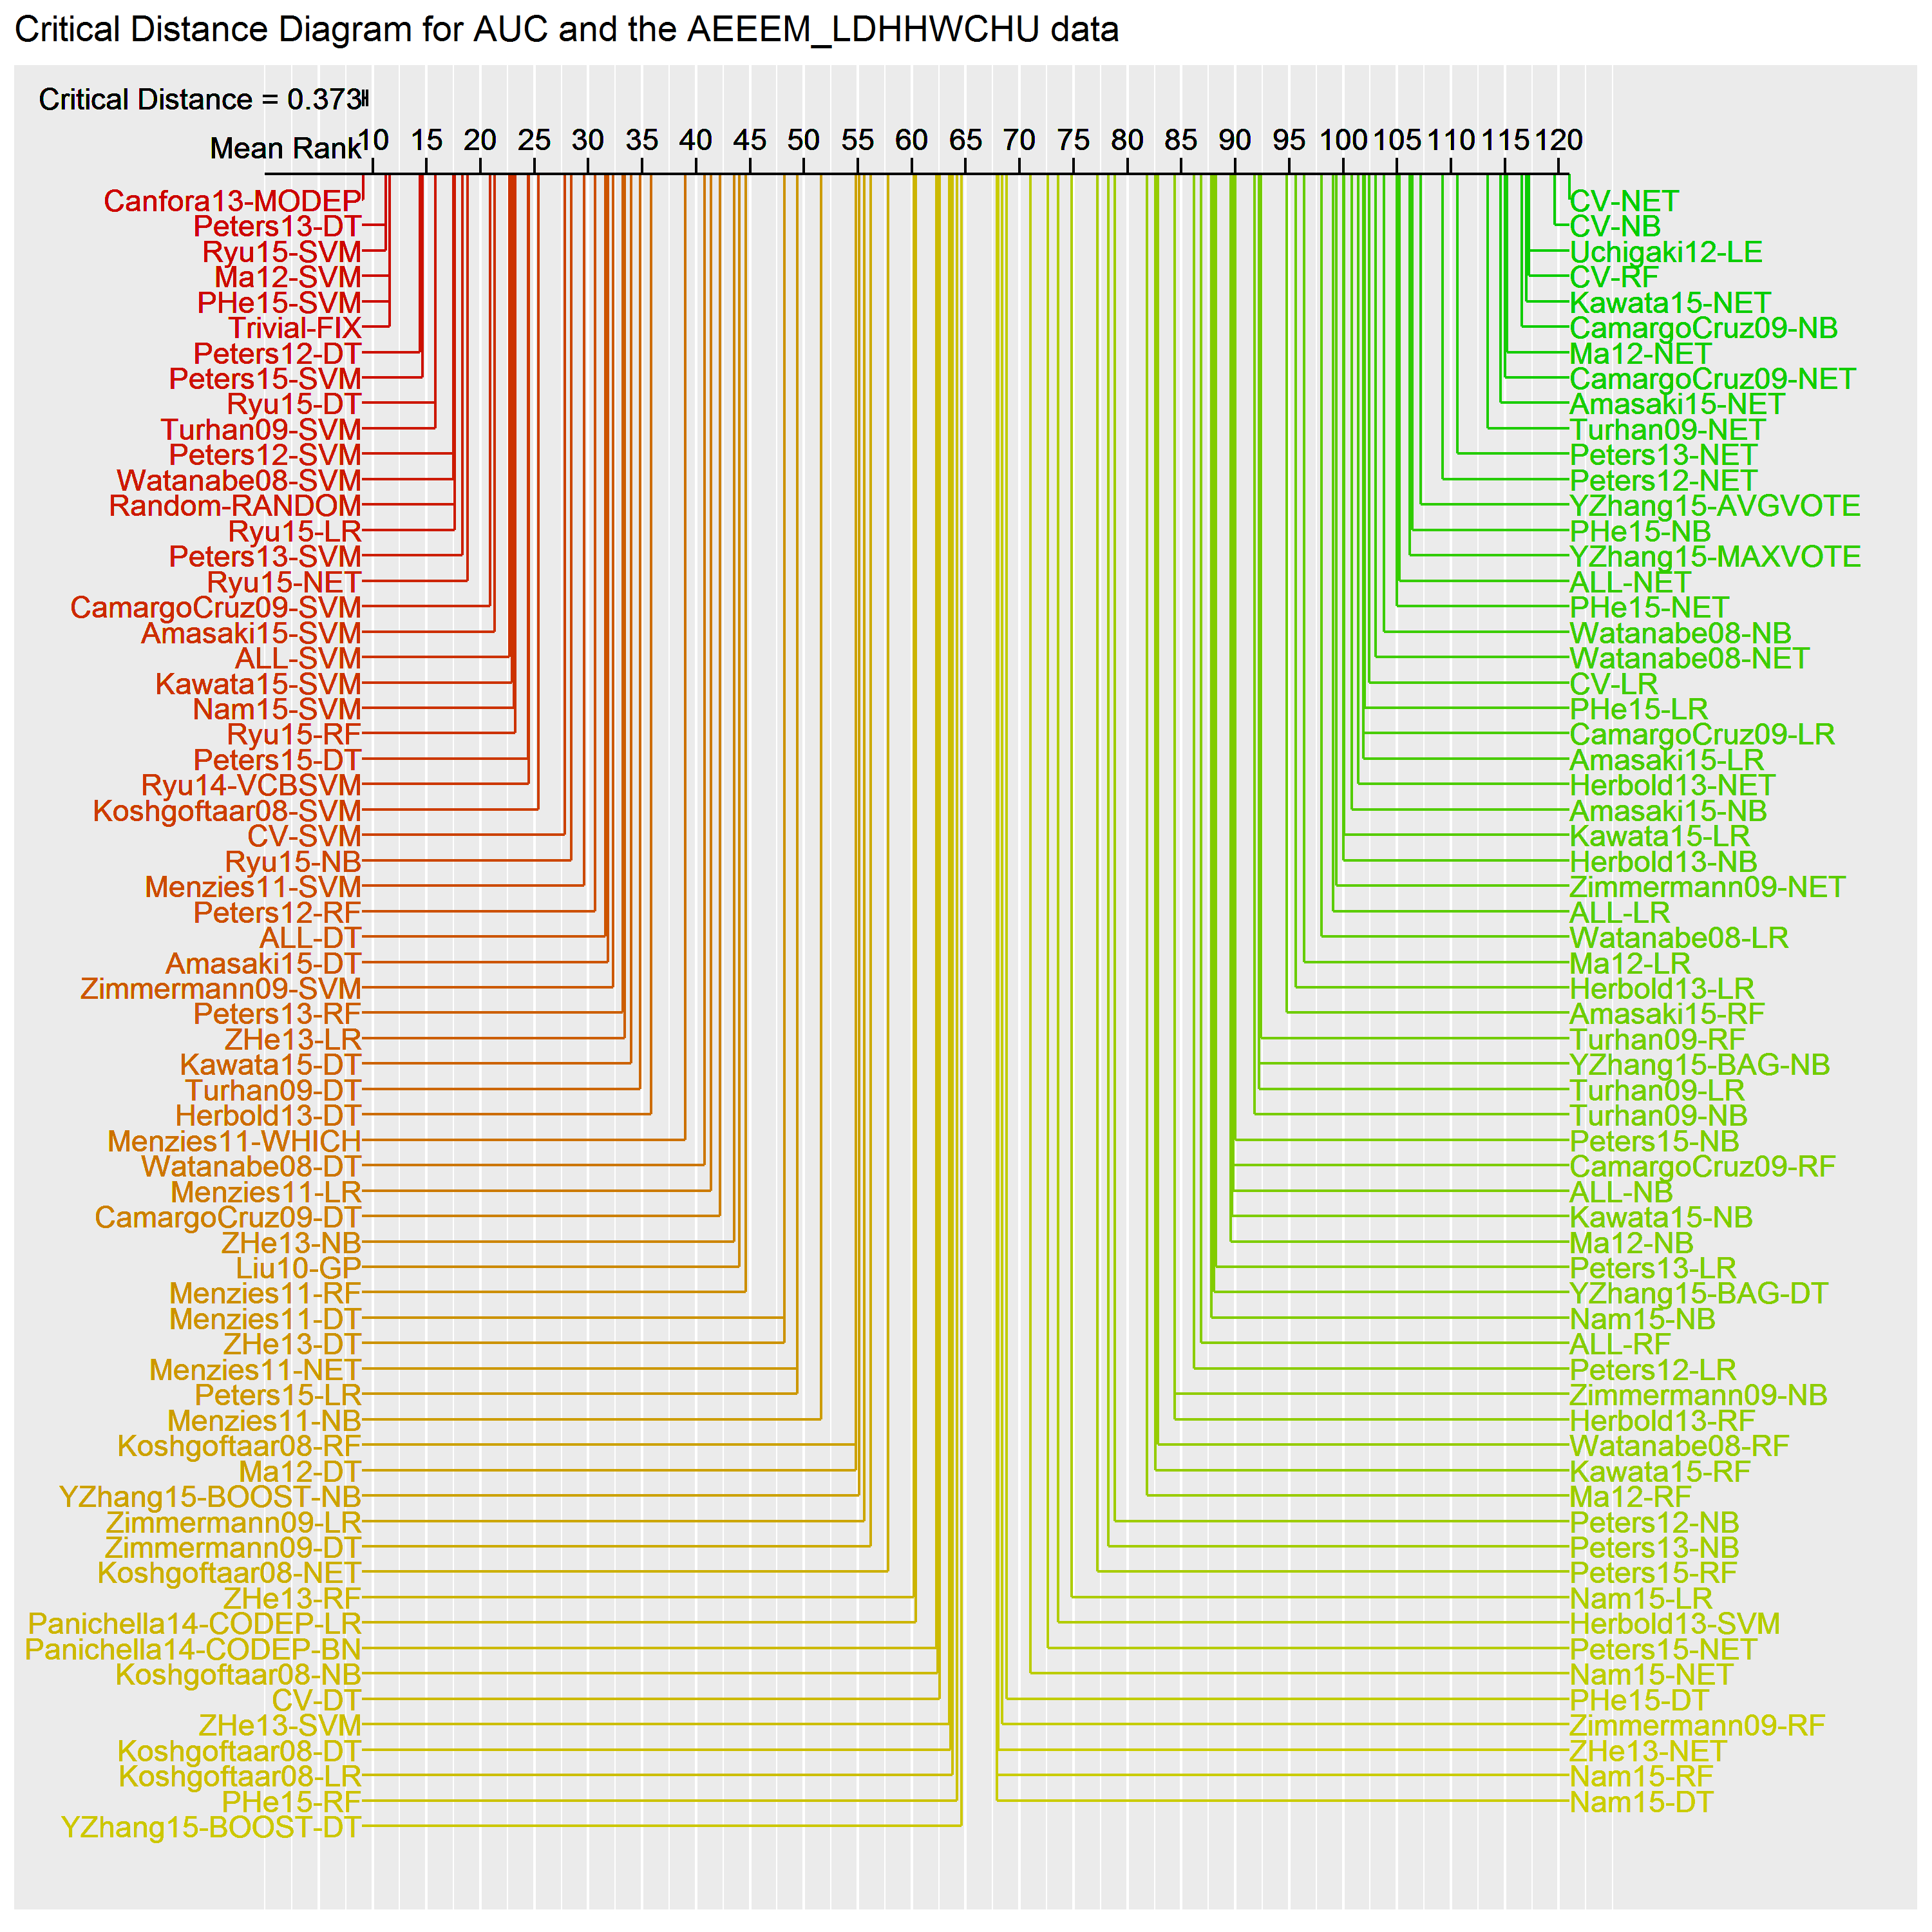 Critical Distance Diagram for AUC and the AEEEM_LDHHWCHU data
Critical Distance = 0.373
Mean Rank
10 15 20 25 30 35 40 45 50 55 60 65 70 75 80 85 90 95 100 105 110 115 120
Canfora13-MODEP
Peters13-DT
Ryu15-SVM
Ma12-SVM
PHe15-SVM
Trivial-FIX
Peters12-DT
Peters15-SVM
Ryu15-DT
Turhan09-SVM
Peters12-SVM
Watanabe08-SVM
Random-RANDOM
Ryu15-LR
Peters13-SVM
Ryu15-NET
CamargoCruz09-SVM
Amasaki15-SVM
ALL-SVM
Kawata15-SVM
Nam15-SVM
Ryu15-RF
Peters15-DT
Ryu14-VCBSVM
Koshgoftaar08-SVM
CV-SVM
Ryu15-NB
Menzies11-SVM
Peters12-RF
ALL-DT
Amasaki15-DT
Zimmermann09-SVM
Peters13-RF
ZHe13-LR
Kawata15-DT
Turhan09-DT
Herbold13-DT
Menzies11-WHICH
Watanabe08-DT
Menzies11-LR
CamargoCruz09-DT
ZHe13-NB
Liu10-GP
Menzies11-RF
Menzies11-DT
ZHe13-DT
Menzies11-NET
Peters15-LR
Menzies11-NB
Koshgoftaar08-RF
Ma12-DT
YZhang15-BOOST-NB
Zimmermann09-LR
Zimmermann09-DT
Koshgoftaar08-NET
ZHe13-RF
Panichella14-CODEP-LR
Panichella14-CODEP-BN
Koshgoftaar08-NB
CV-DT
ZHe13-SVM
Koshgoftaar08-DT
Koshgoftaar08-LR
PHe15-RF
YZhang15-BOOST-DT
CV-NET
CV-NB
Uchigaki12-LE
CV-RF
Kawata15-NET
CamargoCruz09-NB
Ma12-NET
CamargoCruz09-NET
Amasaki15-NET
Turhan09-NET
Peters13-NET
Peters12-NET
YZhang15-AVGVOTE
PHe15-NB
YZhang15-MAXVOTE
ALL-NET
PHe15-NET
Watanabe08-NB
Watanabe08-NET
CV-LR
PHe15-LR
CamargoCruz09-LR
Amasaki15-LR
Herbold13-NET
Amasaki15-NB
Kawata15-LR
Herbold13-NB
Zimmermann09-NET
ALL-LR
Watanabe08-LR
Ma12-LR
Herbold13-LR
Amasaki15-RF
Turhan09-RF
YZhang15-BAG-NB
Turhan09-LR
Turhan09-NB
Peters15-NB
CamargoCruz09-RF
ALL-NB
Kawata15-NB
Ma12-NB
Peters13-LR
YZhang15-BAG-DT
Nam15-NB
ALL-RF
Peters12-LR
Zimmermann09-NB
Herbold13-RF
Watanabe08-RF
Kawata15-RF
Ma12-RF
Peters12-NB
Peters13-NB
Peters15-RF
Nam15-LR
Herbold13-SVM
Peters15-NET
Nam15-NET
PHe15-DT
Zimmermann09-RF
ZHe13-NET
Nam15-RF
Nam15-DT